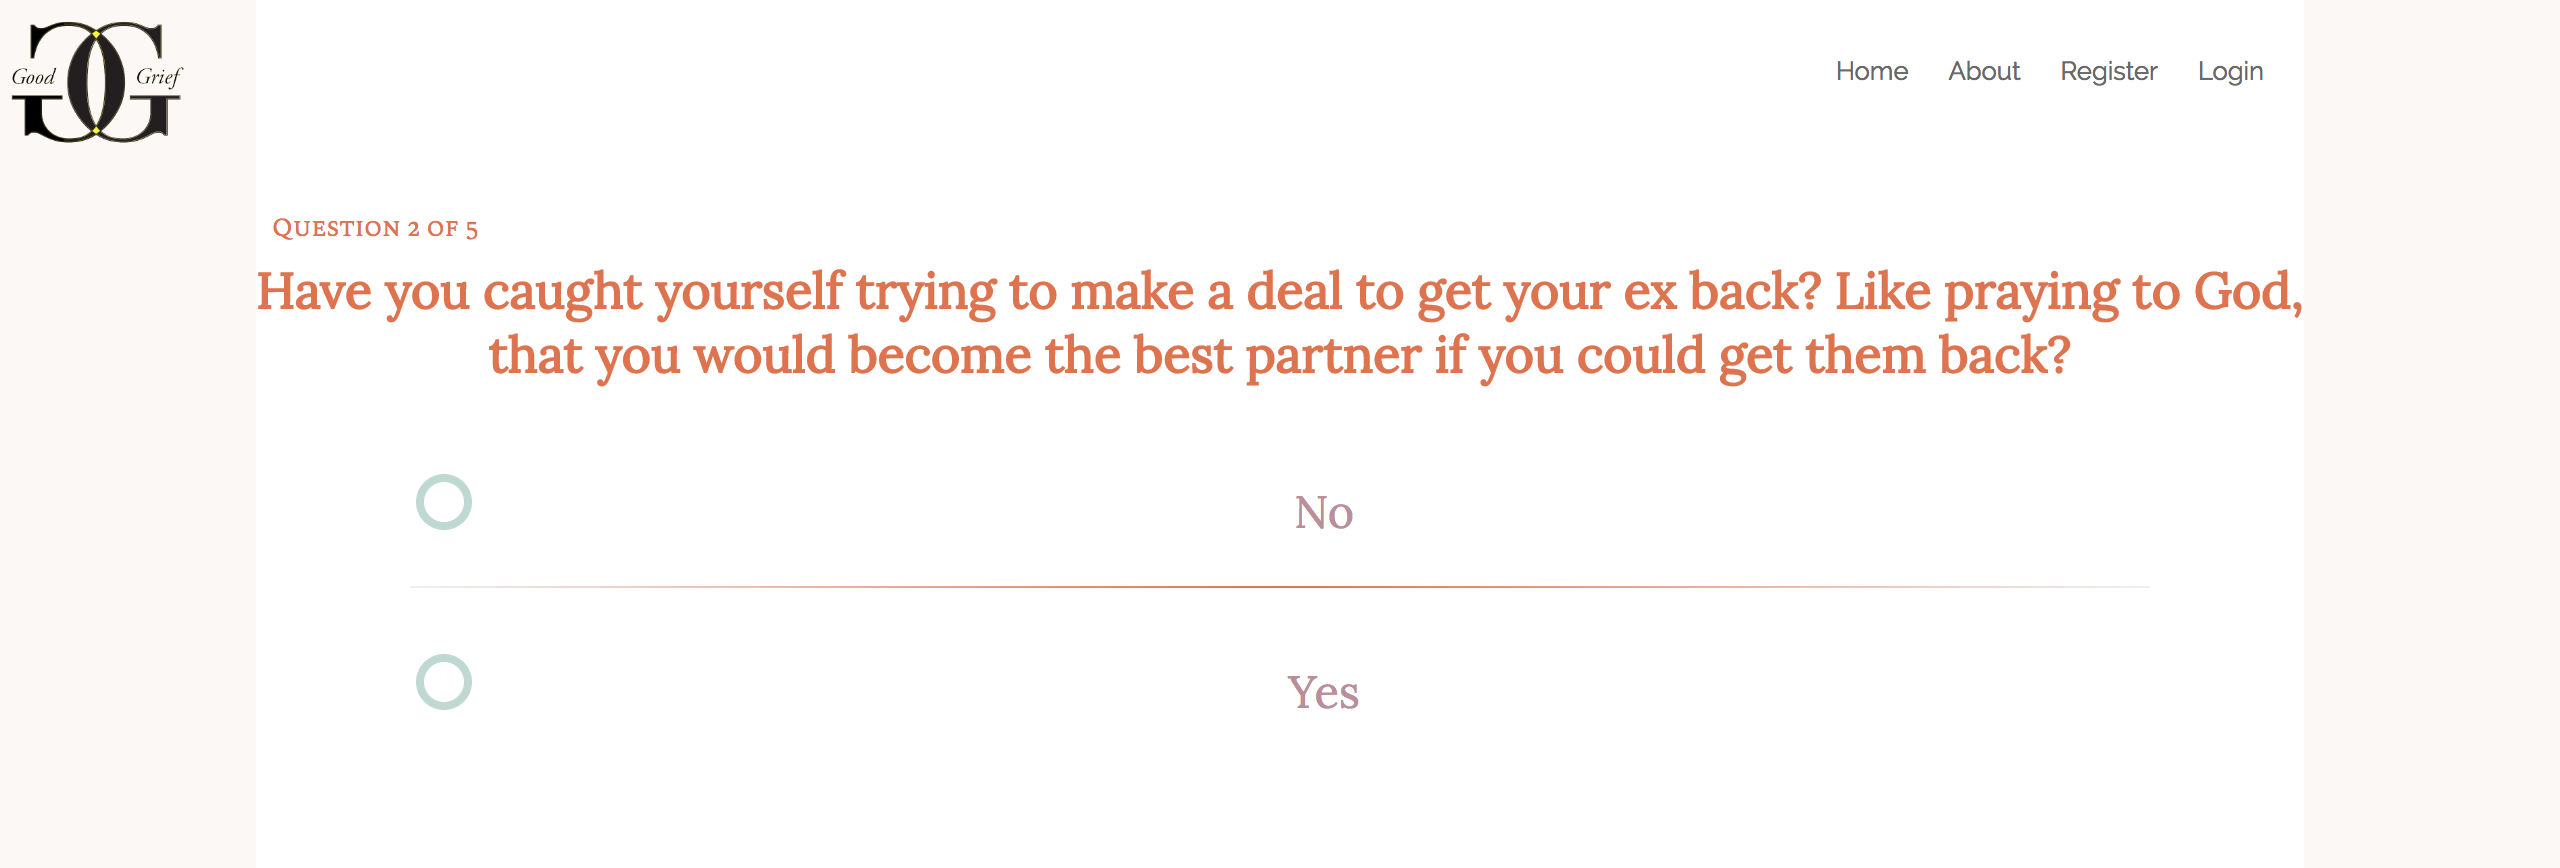 Good Grief
Home About Register Login
QUESTION 2 OF 5
Have you caught yourself trying to make a deal to get your ex back? Like praying to God,
that you would become the best partner if you could get them back?
No
Yes